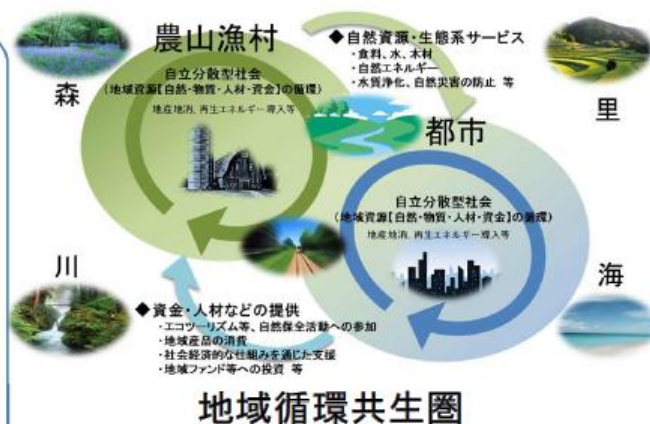 農山漁村
◆自然資源・生態系サービス
・食料、水、木材
・自然エネルギー
・水質浄化、自然災害の防止 等
森
自立分散型社会
(地域資源【自然・物質・人材・資金】の循環)
地産地消、再生エネルギー導入等
都市
里
自立分散型社会
(地域資源【自然・物質・人材・資金】の循環)
地産地消、再生エネルギー導入等
川
海
◆資金・人材などの提供
・エコツーリズム等、自然保全活動への参加
・地域産品の消費
・社会経済的な仕組みを通じた支援
・地域ファンド等への投資 等
地域循環共生圏